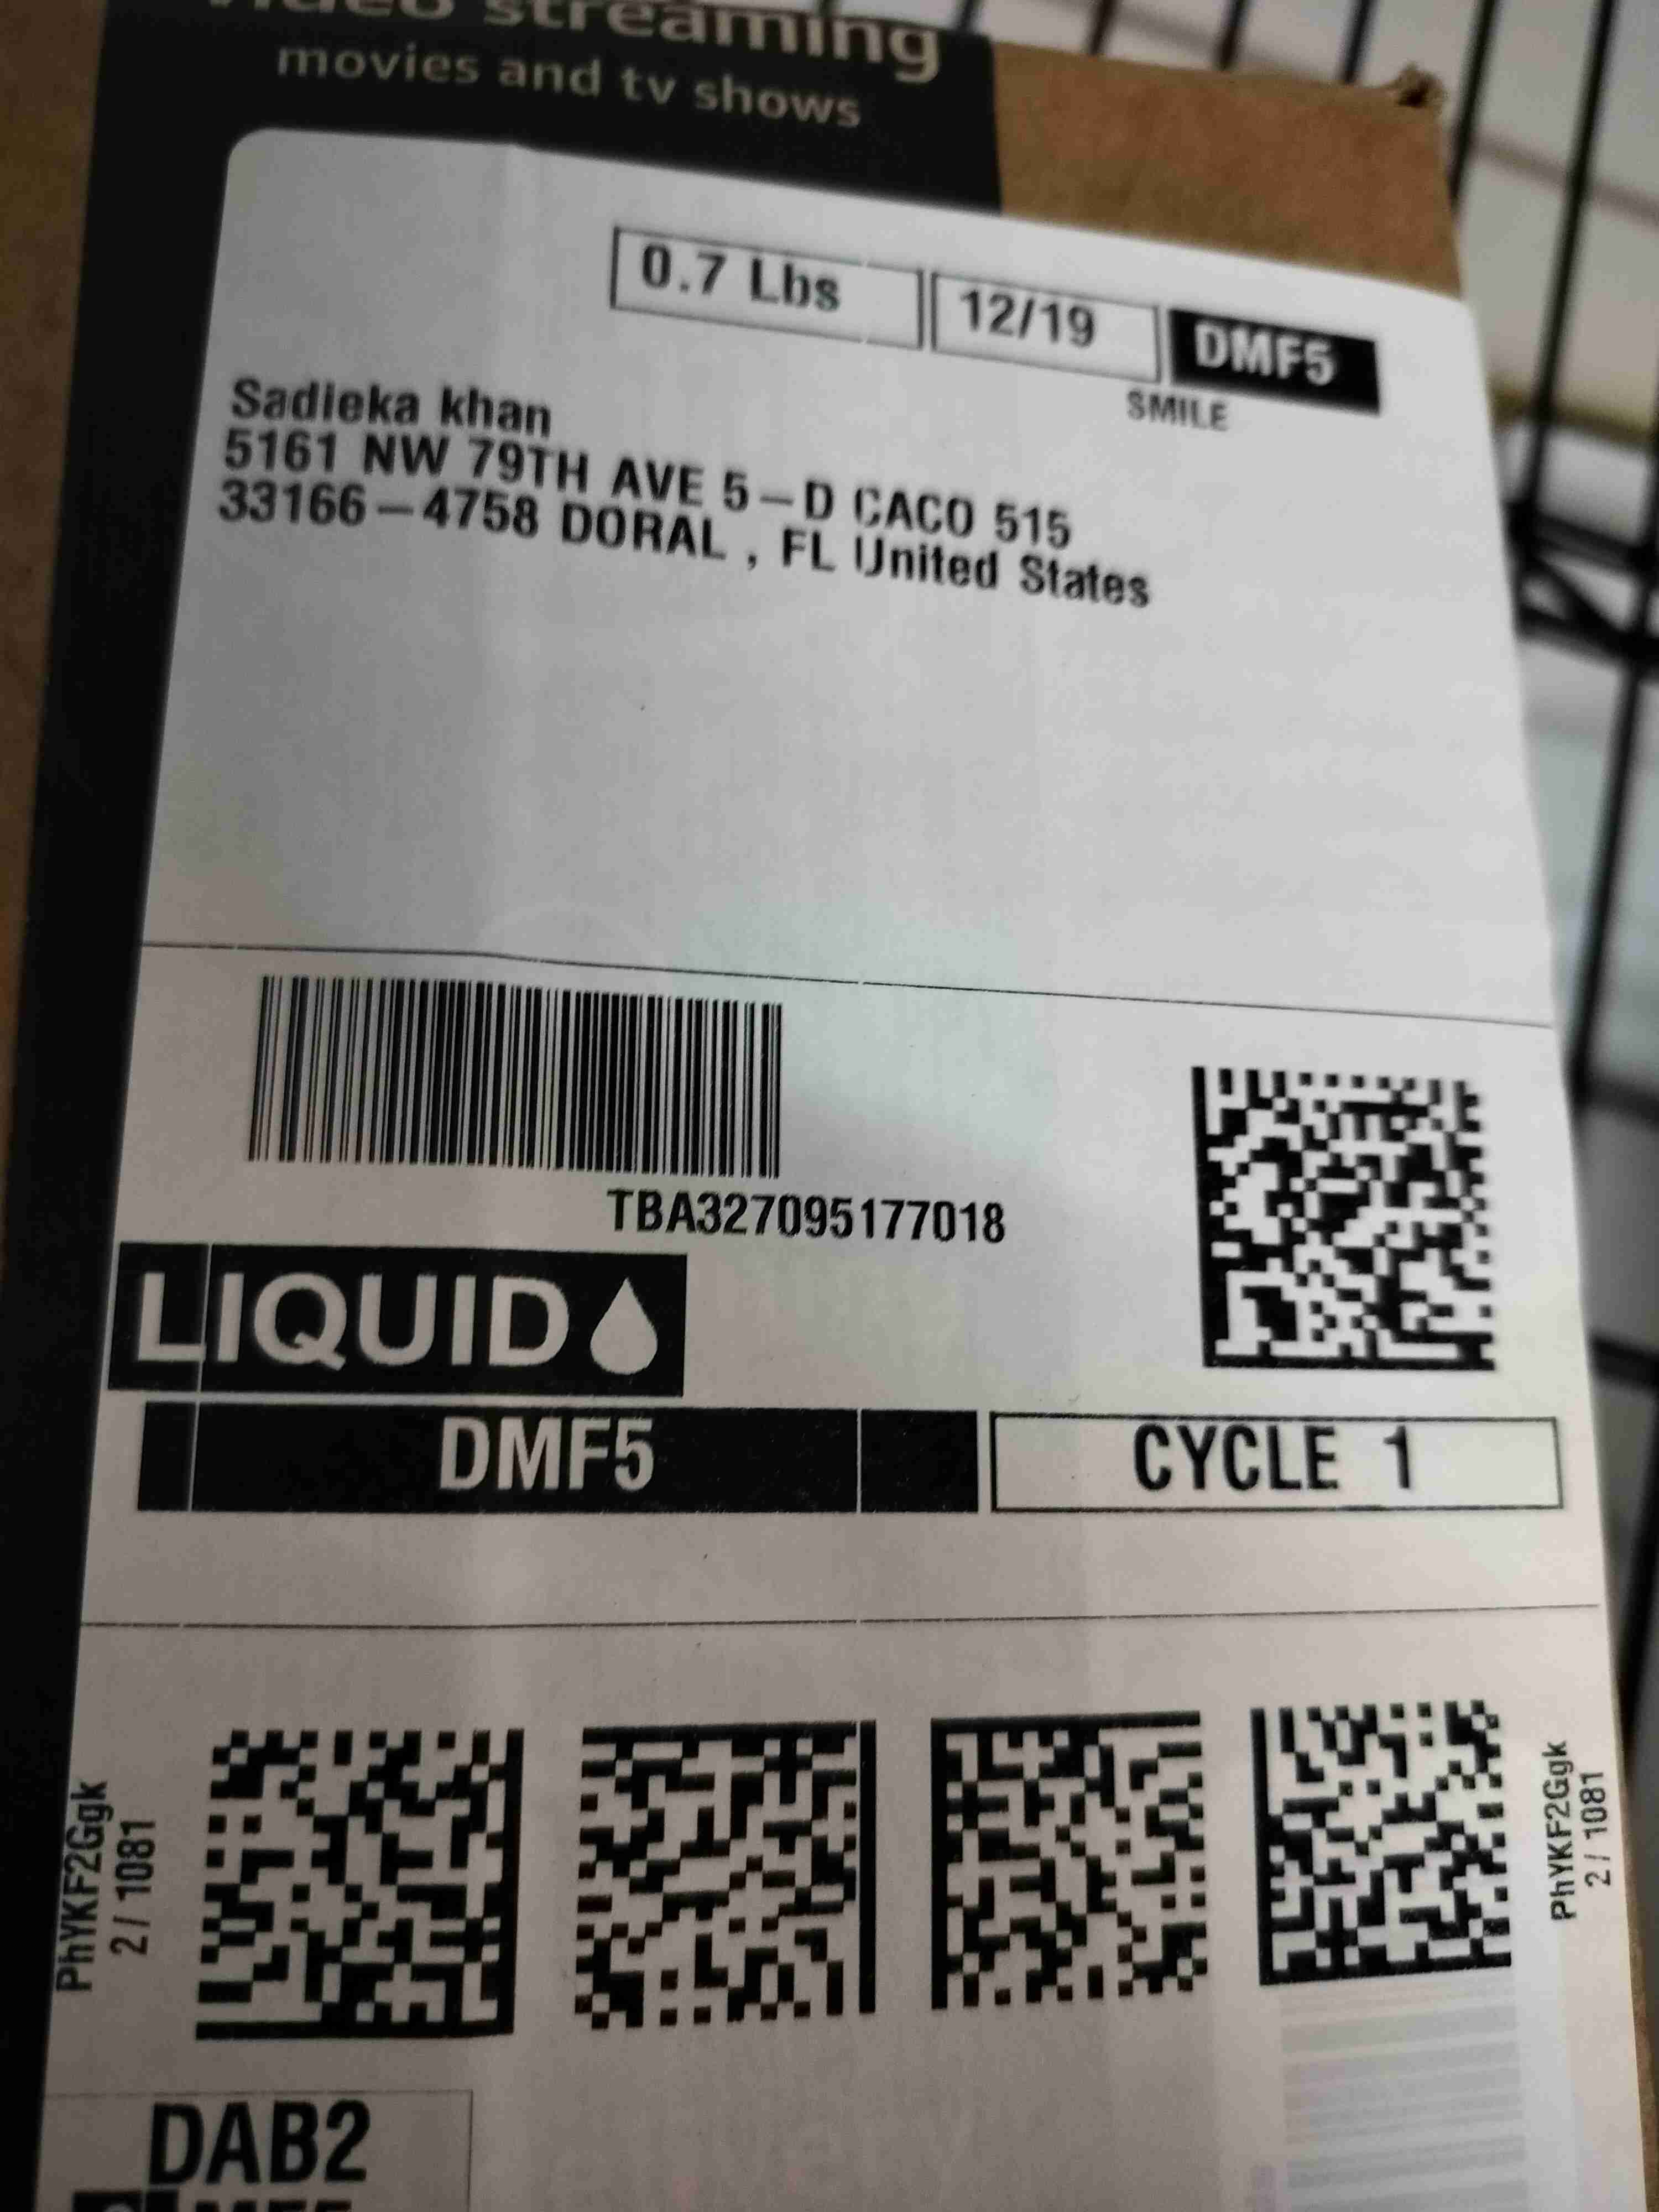 video streaming
movies and tv shows
0.7 Lbs
12/19
DMF5
SMILE
Sadieka khan
5161 NW 79TH AVE 5-D CACO 515
33166-4758 DORAL , FL United States
TBA327095177018
LIQUID
DMF5
CYCLE 1
PhYKF2Ggk
2/1081
PhYKF2Ggk
2/1081
DAB2